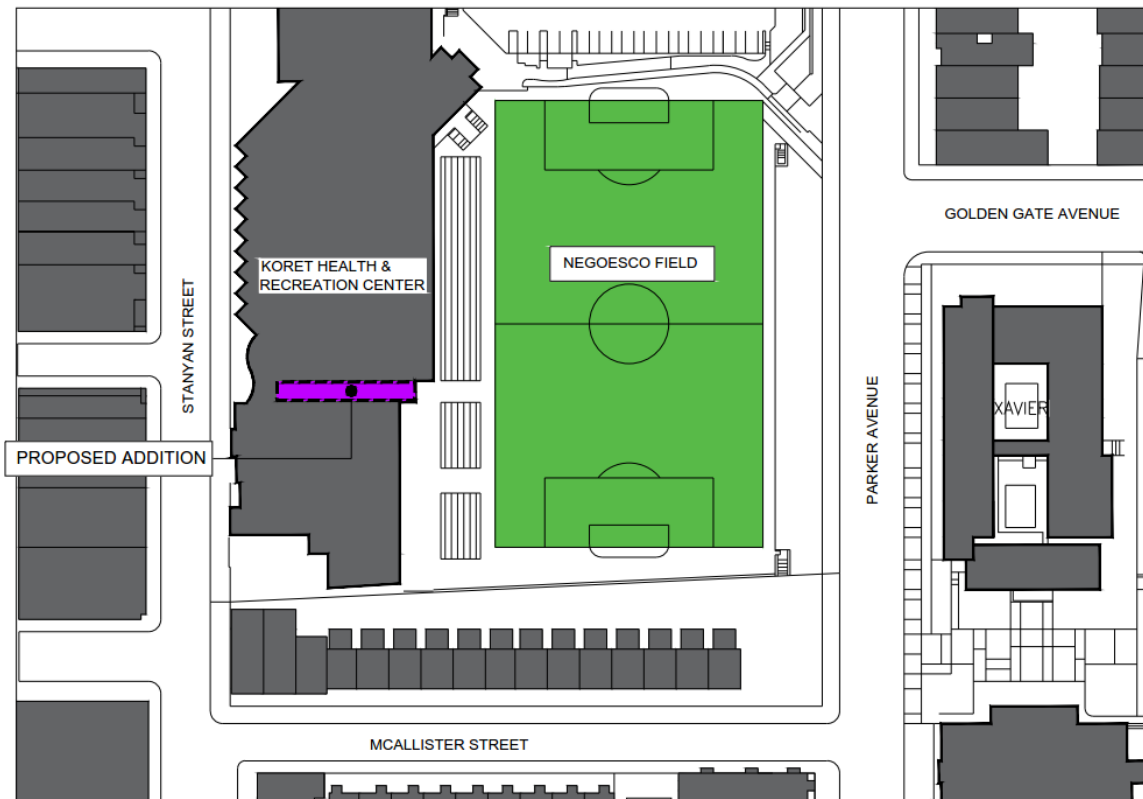 GOLDEN GATE AVENUE
KORET HEALTH &
RECREATION CENTER
NEGOESCO FIELD
STANYAN STREET
PARKER AVENUE
XAVIER
PROPOSED ADDITION
MCALLISTER STREET